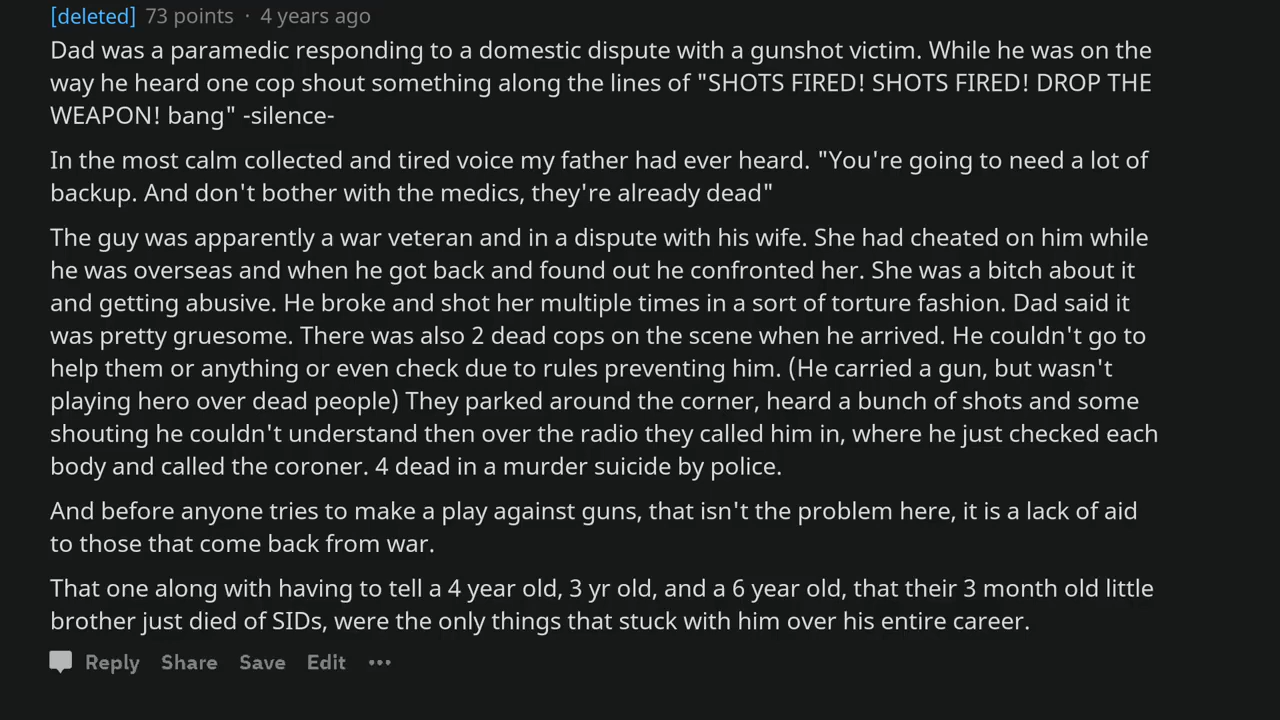 [deleted] 73 points · 4 years ago
Dad was a paramedic responding to a domestic dispute with a gunshot victim. While he was on the
way he heard one cop shout something along the lines of "SHOTS FIRED! SHOTS FIRED! DROP THE
WEAPON! bang" -silence-
In the most calm collected and tired voice my father had ever heard. "You're going to need a lot of
backup. And don't bother with the medics, they're already dead"
The guy was apparently a war veteran and in a dispute with his wife. She had cheated on him while
he was overseas and when he got back and found out he confronted her. She was a bitch about it
and getting abusive. He broke and shot her multiple times in a sort of torture fashion. Dad said it
was pretty gruesome. There was also 2 dead cops on the scene when he arrived. He couldn't go to
help them or anything or even check due to rules preventing him. (He carried a gun, but wasn't
playing hero over dead people) They parked around the corner, heard a bunch of shots and some
shouting he couldn't understand then over the radio they called him in, where he just checked each
body and called the coroner. 4 dead in a murder suicide by police.
And before anyone tries to make a play against guns, that isn't the problem here, it is a lack of aid
to those that come back from war.
That one along with having to tell a 4 year old, 3 yr old, and a 6 year old, that their 3 month old little
brother just died of SIDs, were the only things that stuck with him over his entire career.
Reply Share Save Edit •••